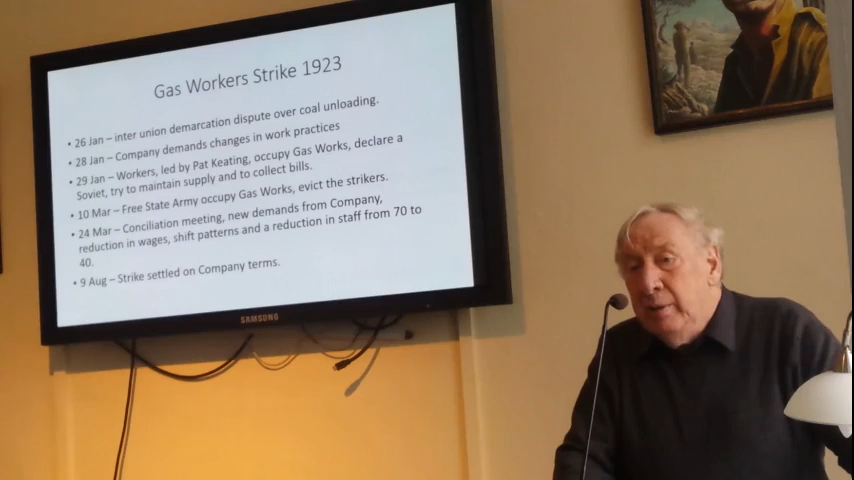 Gas Workers Strike 1923
• 26 Jan – inter union demarcation dispute over coal unloading.
• 28 Jan – Company demands changes in work practices
• 29 Jan – Workers, led by Pat Keating, occupy Gas Works, declare a
Soviet, try to maintain supply and to collect bills.
• 10 Mar – Free State Army occupy Gas Works, evict the strikers.
• 24 Mar – Conciliation meeting, new demands from Company,
reduction in wages, shift patterns and a reduction in staff from 70 to
40.
• 9 Aug – Strike settled on Company terms.
SAMSUNG